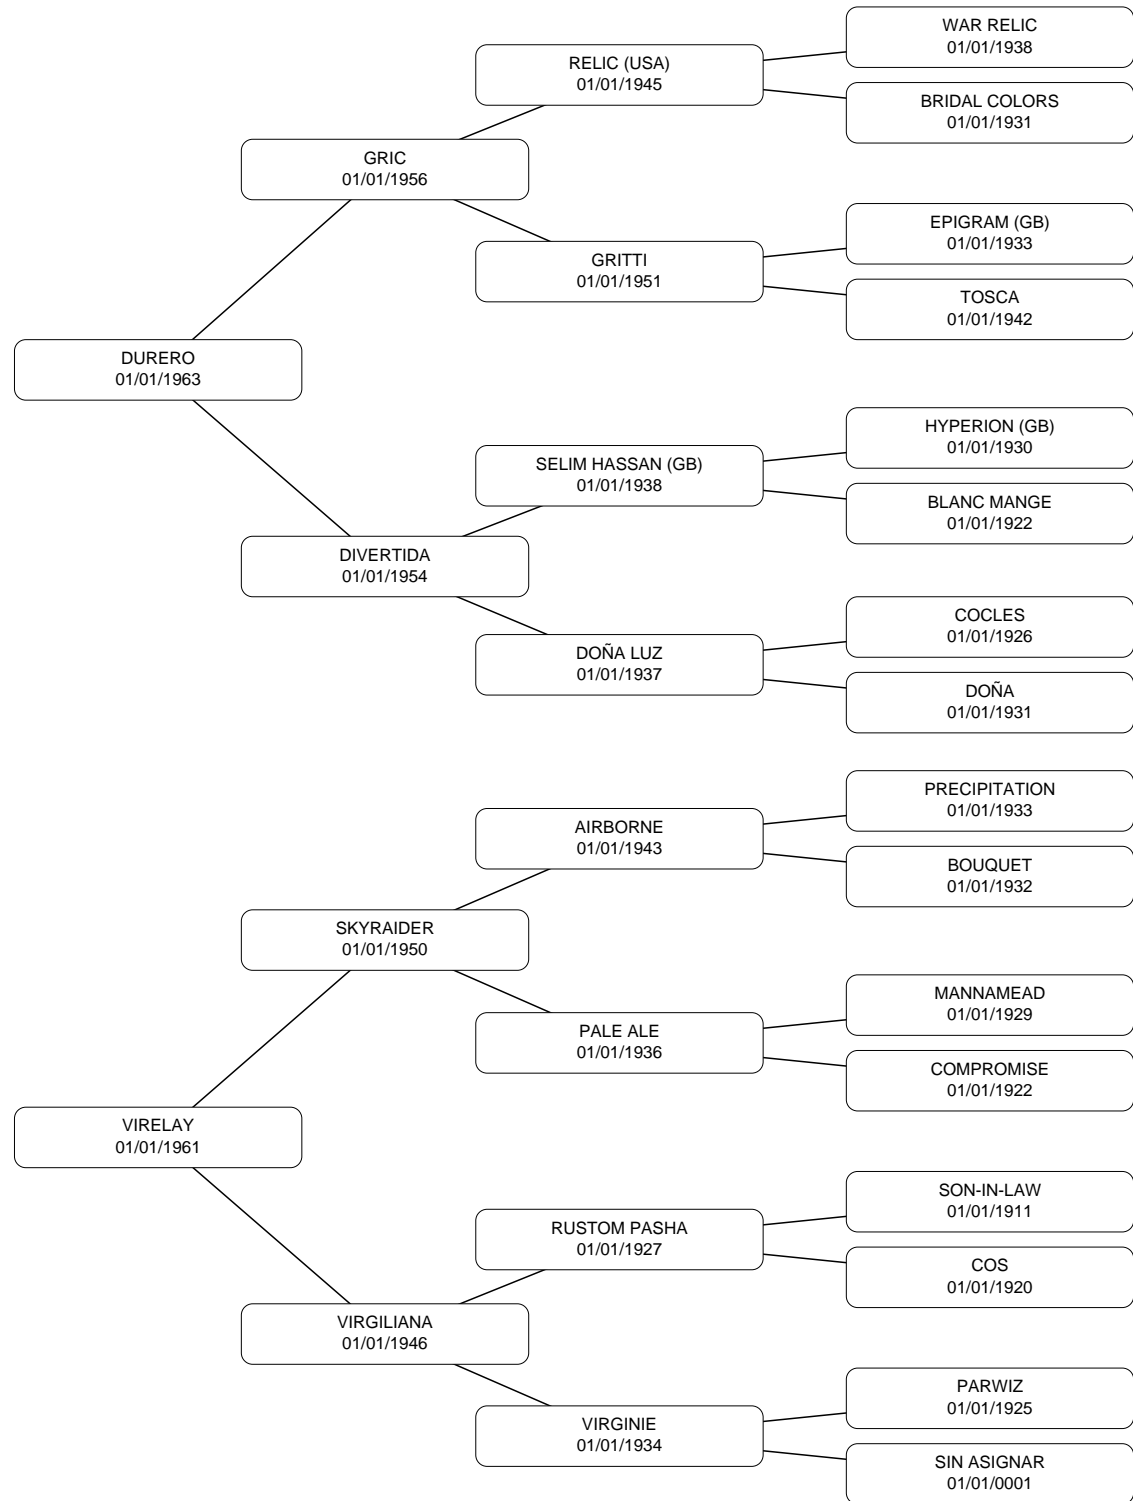 WAR RELIC
01/01/1938
RELIC (USA)
01/01/1945
BRIDAL COLORS
01/01/1931
GRIC
01/01/1956
EPIGRAM (GB)
01/01/1933
GRITTI
01/01/1951
TOSCA
01/01/1942
DURERO
01/01/1963
HYPERION (GB)
01/01/1930
SELIM HASSAN (GB)
01/01/1938
BLANC MANGE
01/01/1922
DIVERTIDA
01/01/1954
COCLES
01/01/1926
DOÑA LUZ
01/01/1937
DOÑA
01/01/1931
PRECIPITATION
01/01/1933
AIRBORNE
01/01/1943
BOUQUET
01/01/1932
SKYRAIDER
01/01/1950
MANNAMEAD
01/01/1929
PALE ALE
01/01/1936
COMPROMISE
01/01/1922
VIRELAY
01/01/1961
SON-IN-LAW
01/01/1911
RUSTOM PASHA
01/01/1927
COS
01/01/1920
VIRGILIANA
01/01/1946
PARWIZ
01/01/1925
VIRGINIE
01/01/1934
SIN ASIGNAR
01/01/0001